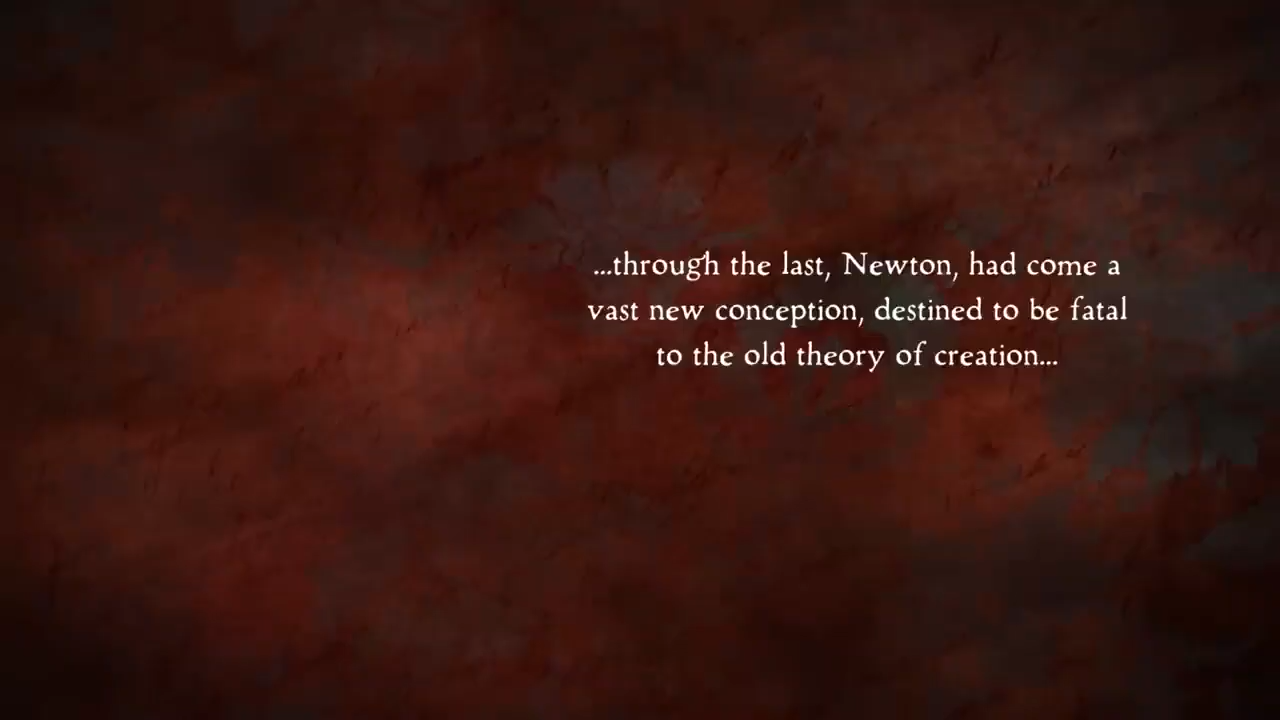 ...through the last, Newton, had come a
vast new conception, destined to be fatal
to the old theory of creation...